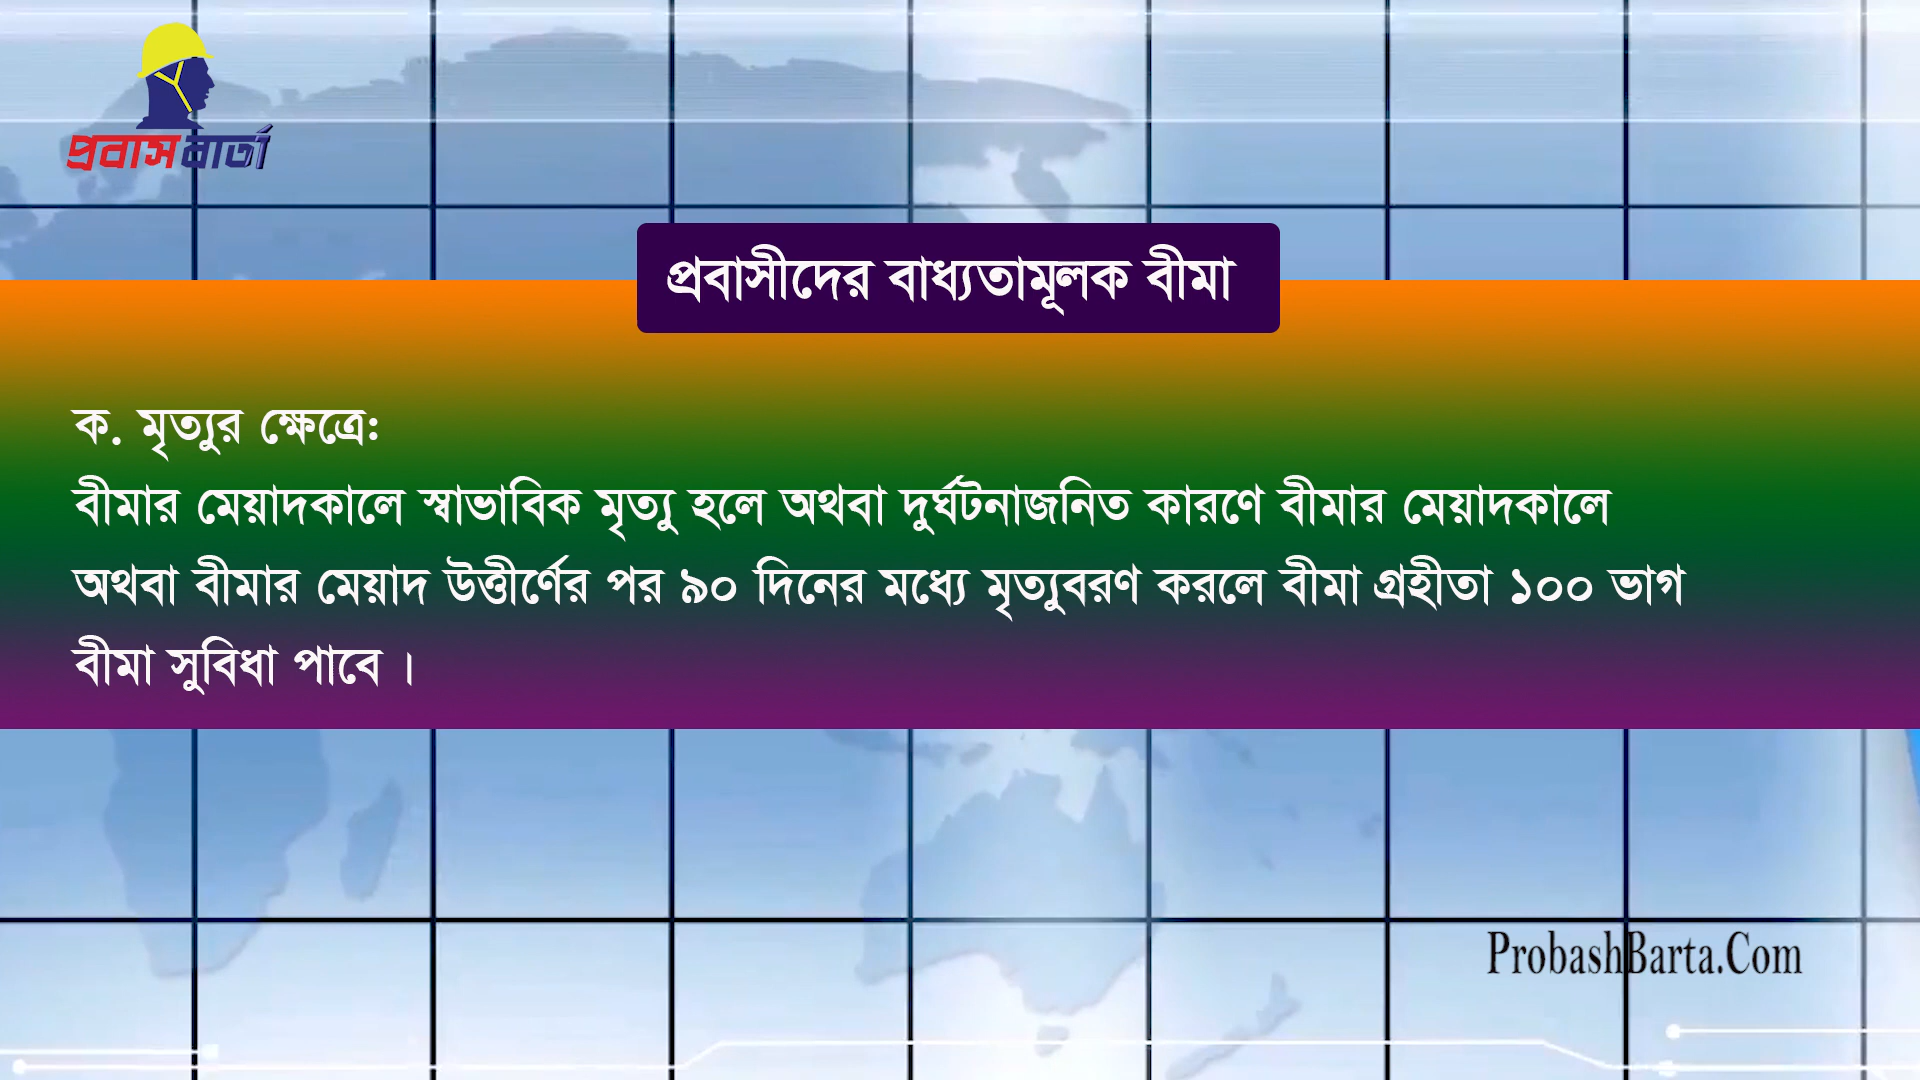 প্রবাস বার্তা
প্রবাসীদের বাধ্যতামূলক বীমা
ক. মৃত্যুর ক্ষেত্রে:
বীমার মেয়াদকালে স্বাভাবিক মৃত্যু হলে অথবা দুর্ঘটনাজনিত কারণে বীমার মেয়াদকালে
অথবা বীমার মেয়াদ উত্তীর্ণের পর ৯০ দিনের মধ্যে মৃত্যুবরণ করলে বীমা গ্রহীতা ১০০ ভাগ
বীমা সুবিধা পাবে।
ProbashBarta.Com